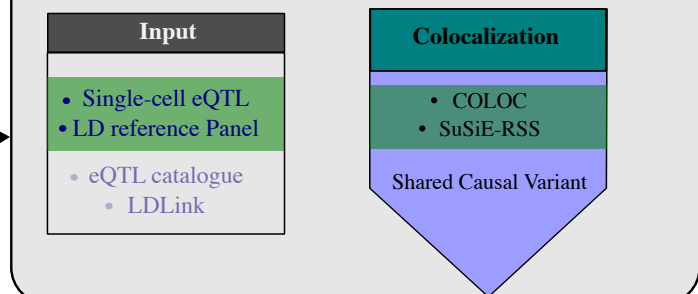 Input
• Single-cell eQTL
• LD reference Panel
• eQTL catalogue
• LDLink
Colocalization
• COLOC
• SuSiE-RSS
Shared Causal Variant